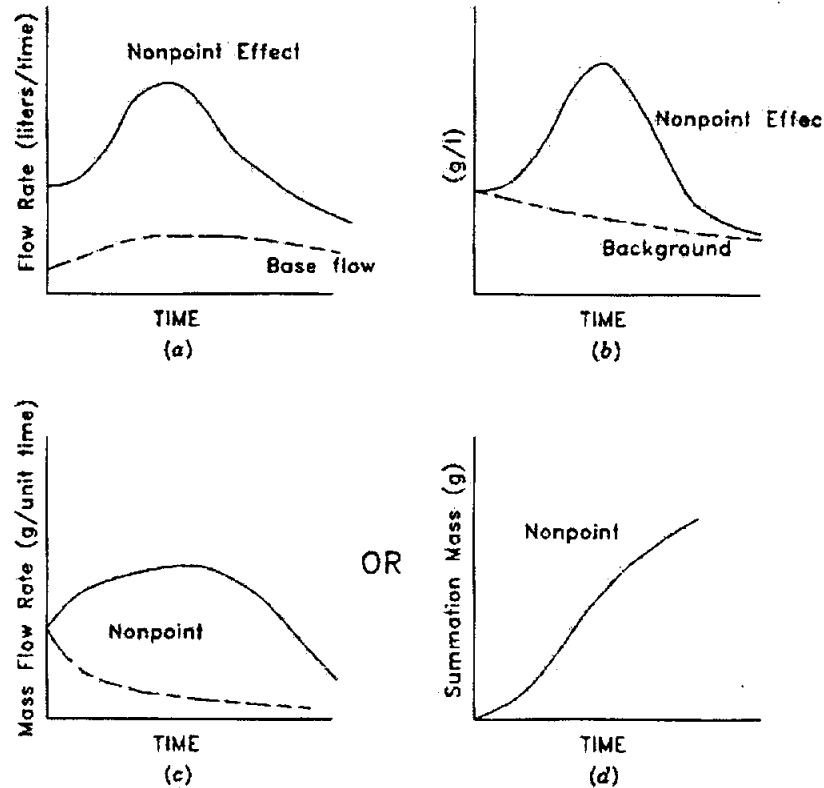 Flow Rate (liters/time)
Nonpoint Effect
Base flow
TIME
(a)
(g/l)
Nonpoint Effec
Background
TIME
(b)
Mass Flow Rate (g/unit time)
Nonpoint
TIME
(c)
OR
Summation Mass (g)
Nonpoint
TIME
(d)